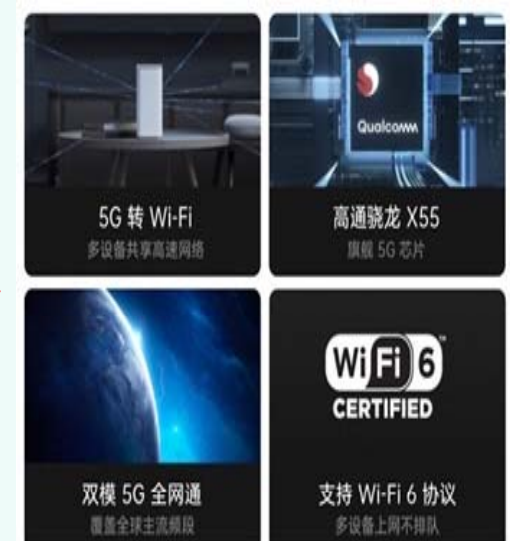 Qualcomm
5G 转 Wi-Fi
多设备共享高速网络
高通骁龙 X55
旗舰 5G 芯片
双模 5G 全网通
覆盖全球主流频段
Wi Fi 6
CERTIFIED
支持 Wi-Fi 6 协议
多设备上网不排队